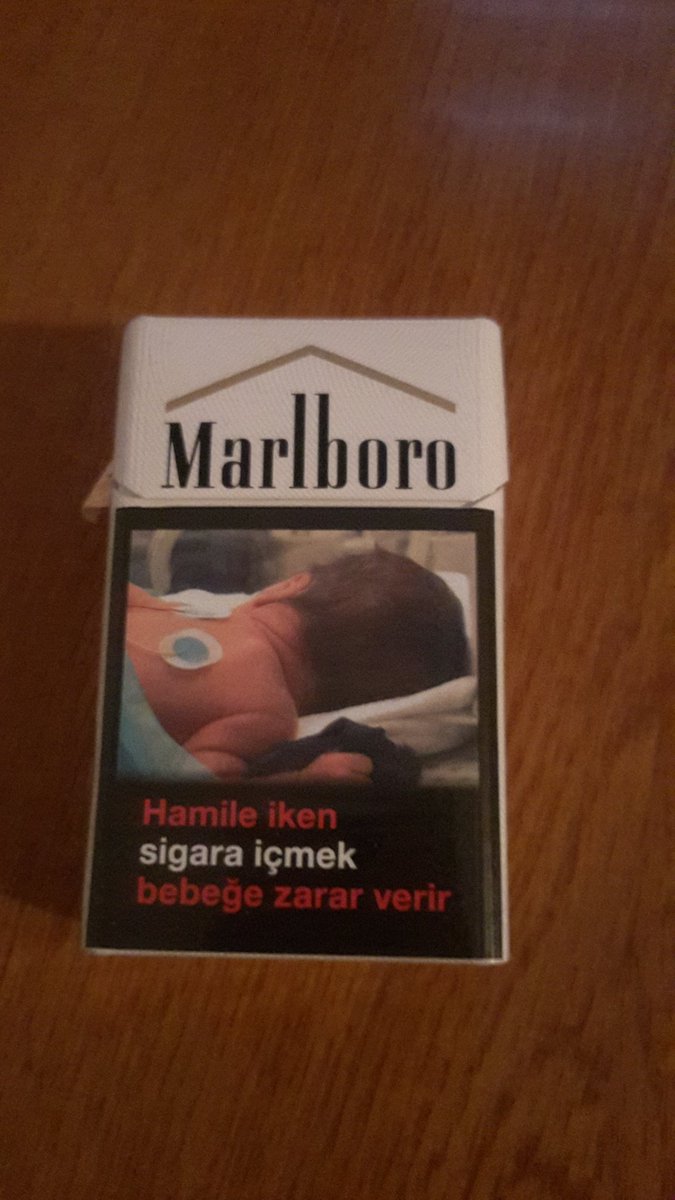 Marlboro
Hamile iken
sigara içmek
bebeğe zarar verir